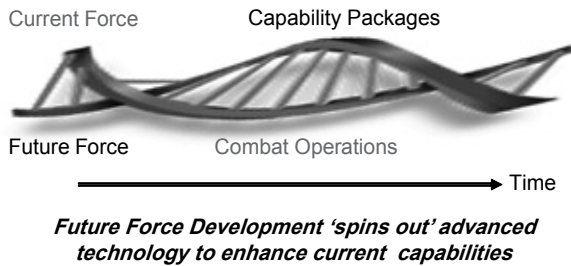 Current Force
Capability Packages
Future Force
Combat Operations
Time
Future Force Development ‘spins out’ advanced
technology to enhance current capabilities